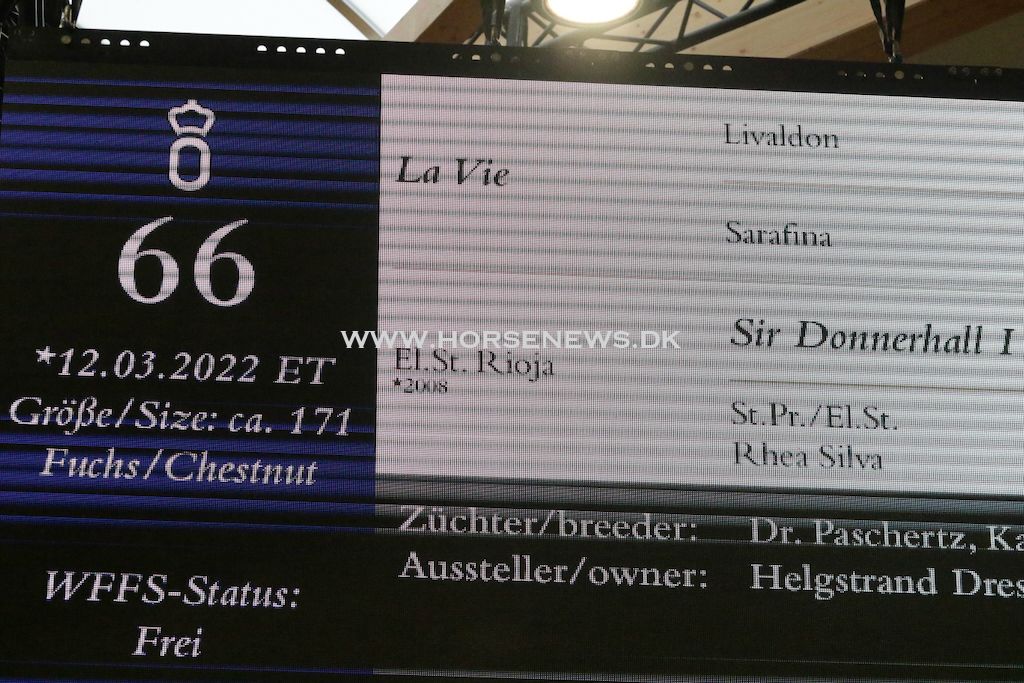 66
*12.03.2022 ET
Größe/Size: ca. 171
Fuchs/Chestnut
WFFS-Status:
Frei
La Vie
Livaldon
Sarafina
WWW.HORSENEWS.DK
El.St. Rioja
*2008
Sir Donnerhall I
St.Pr./El.St.
Rhea Silva
Züchter/breeder: Dr. Paschertz, Ka
Aussteller/owner: Helgstrand Dres